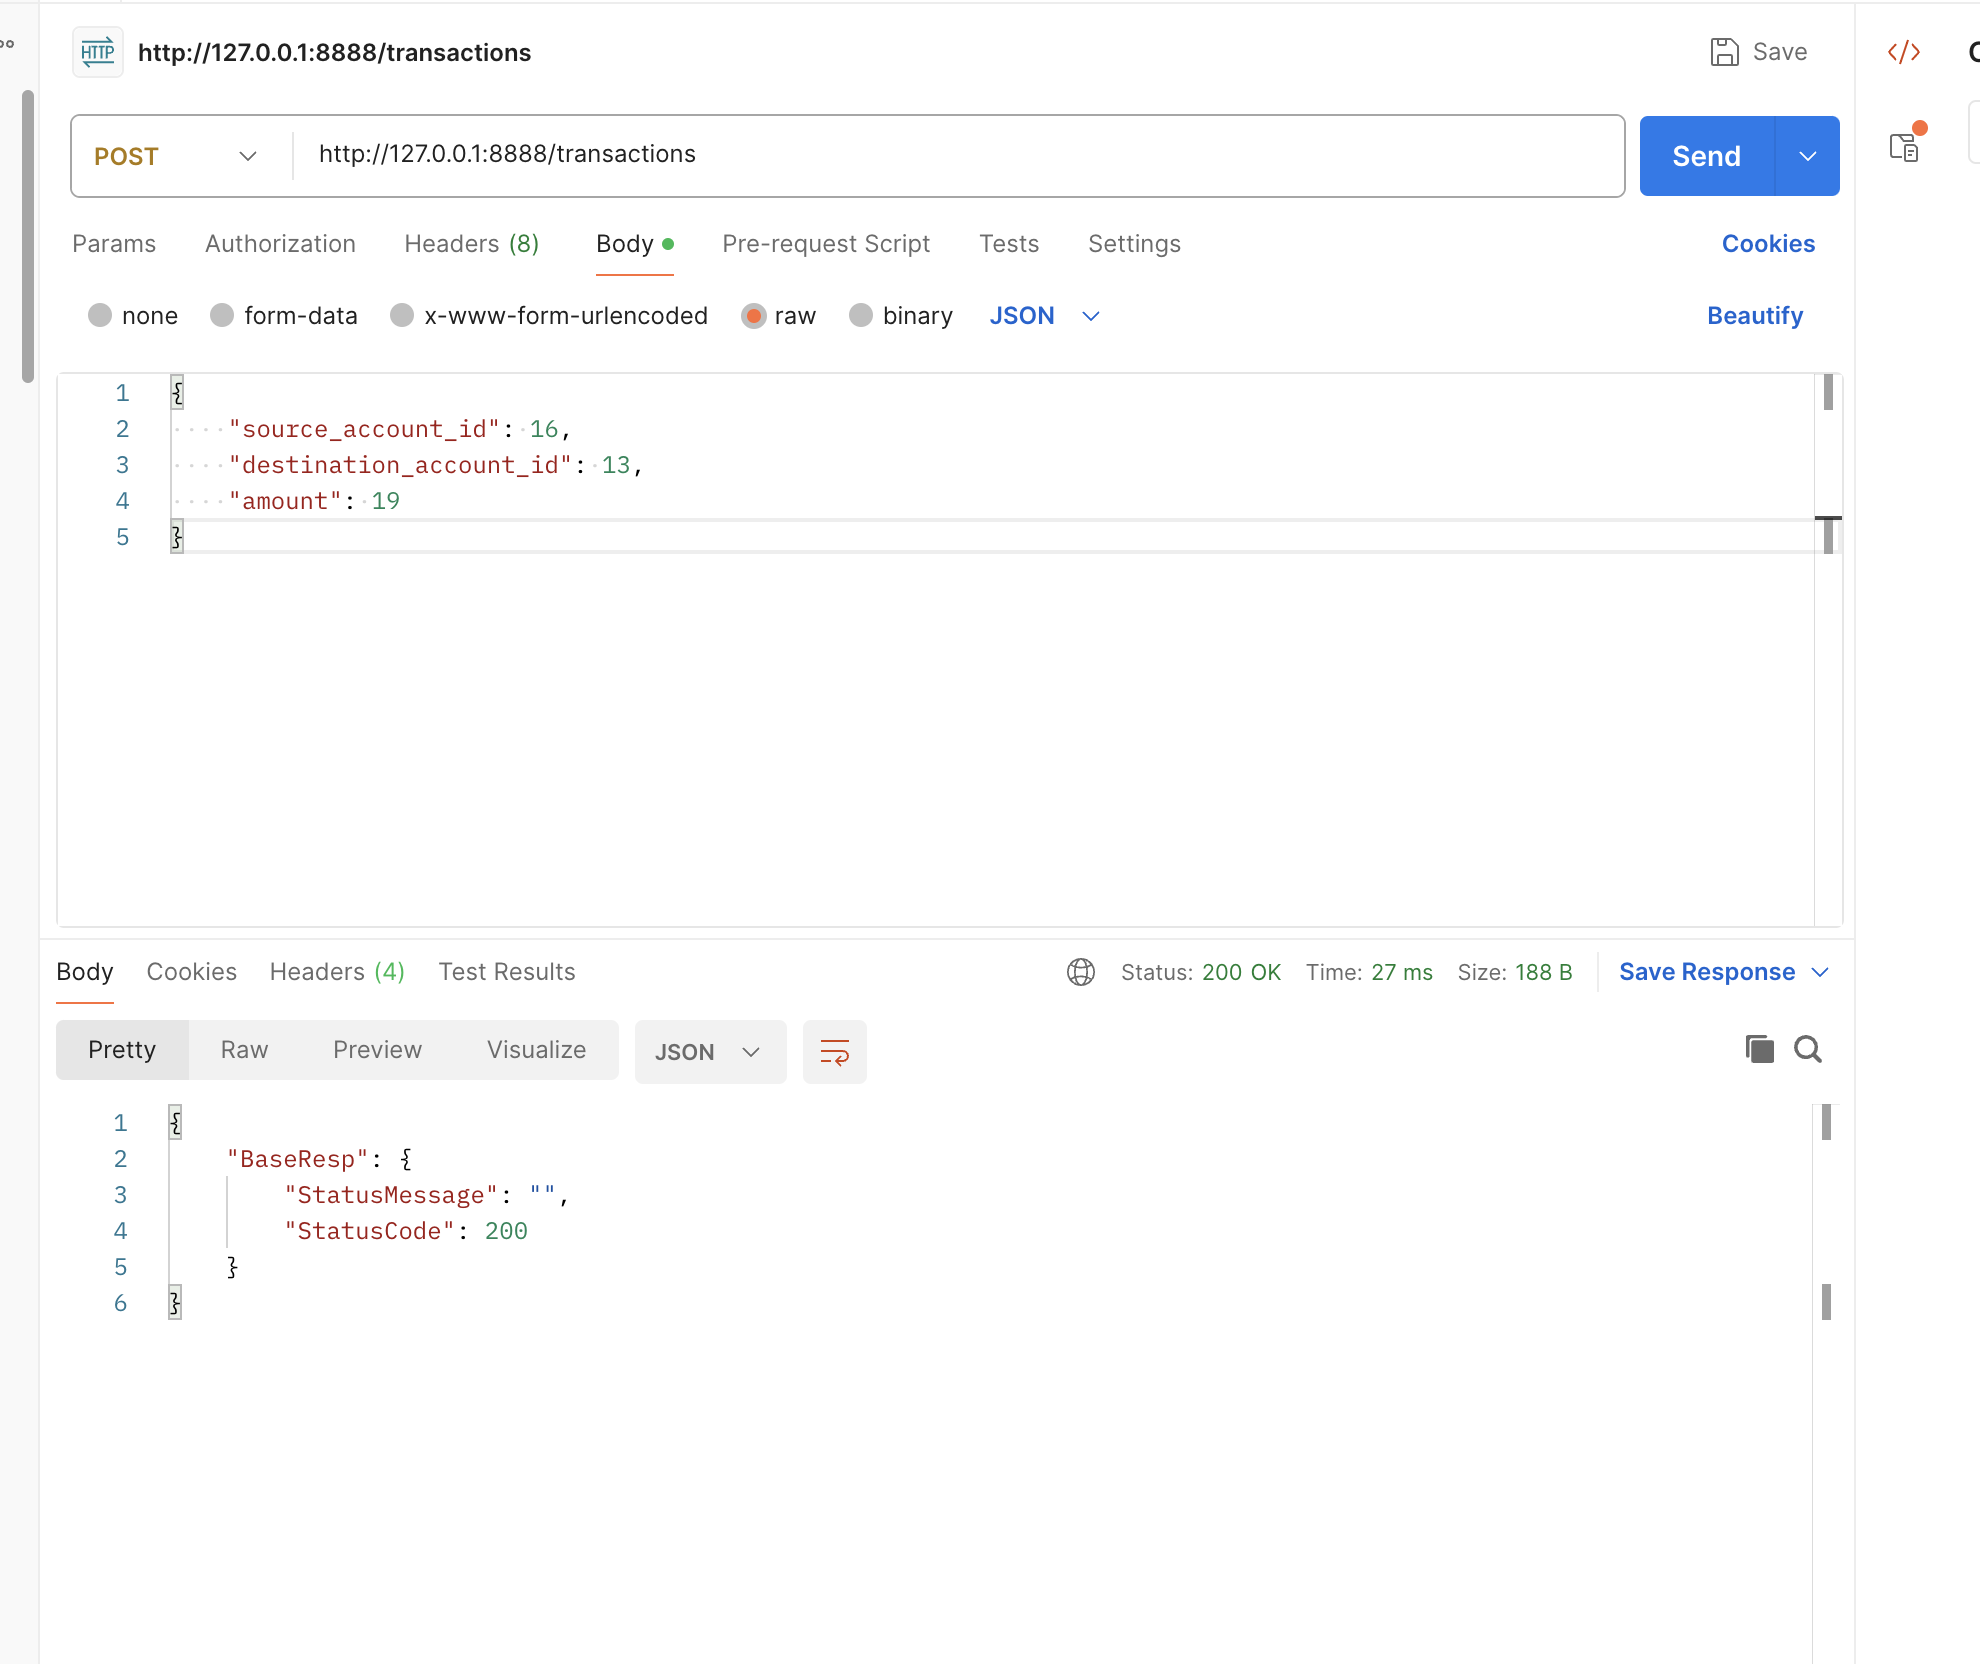 HTTP http://127.0.0.1:8888/transactions Save
POST http://127.0.0.1:8888/transactions Send
Params Authorization Headers (8) Body Pre-request Script Tests Settings Cookies
none form-data x-www-form-urlencoded raw binary JSON Beautify
1 {
2 "source_account_id": 16,
3 "destination_account_id": 13,
4 "amount": 19
5 }
Body Cookies Headers (4) Test Results Status: 200 OK Time: 27 ms Size: 188 B Save Response
Pretty Raw Preview Visualize JSON
1 {
2 "BaseResp": {
3 "StatusMessage": "",
4 "StatusCode": 200
5 }
6 }